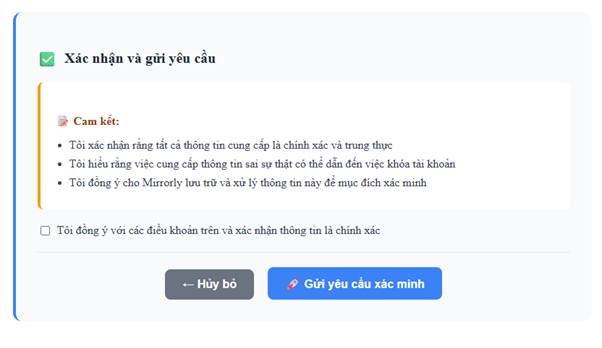 ✅ Xác nhận và gửi yêu cầu
📝 Cam kết:
• Tôi xác nhận rằng tất cả thông tin cung cấp là chính xác và trung thực
• Tôi hiểu rằng việc cung cấp thông tin sai sự thật có thể dẫn đến việc khóa tài khoản
• Tôi đồng ý cho Mirrorly lưu trữ và xử lý thông tin này để mục đích xác minh
Tôi đồng ý với các điều khoản trên và xác nhận thông tin là chính xác
← Hủy bỏ
🚀 Gửi yêu cầu xác minh